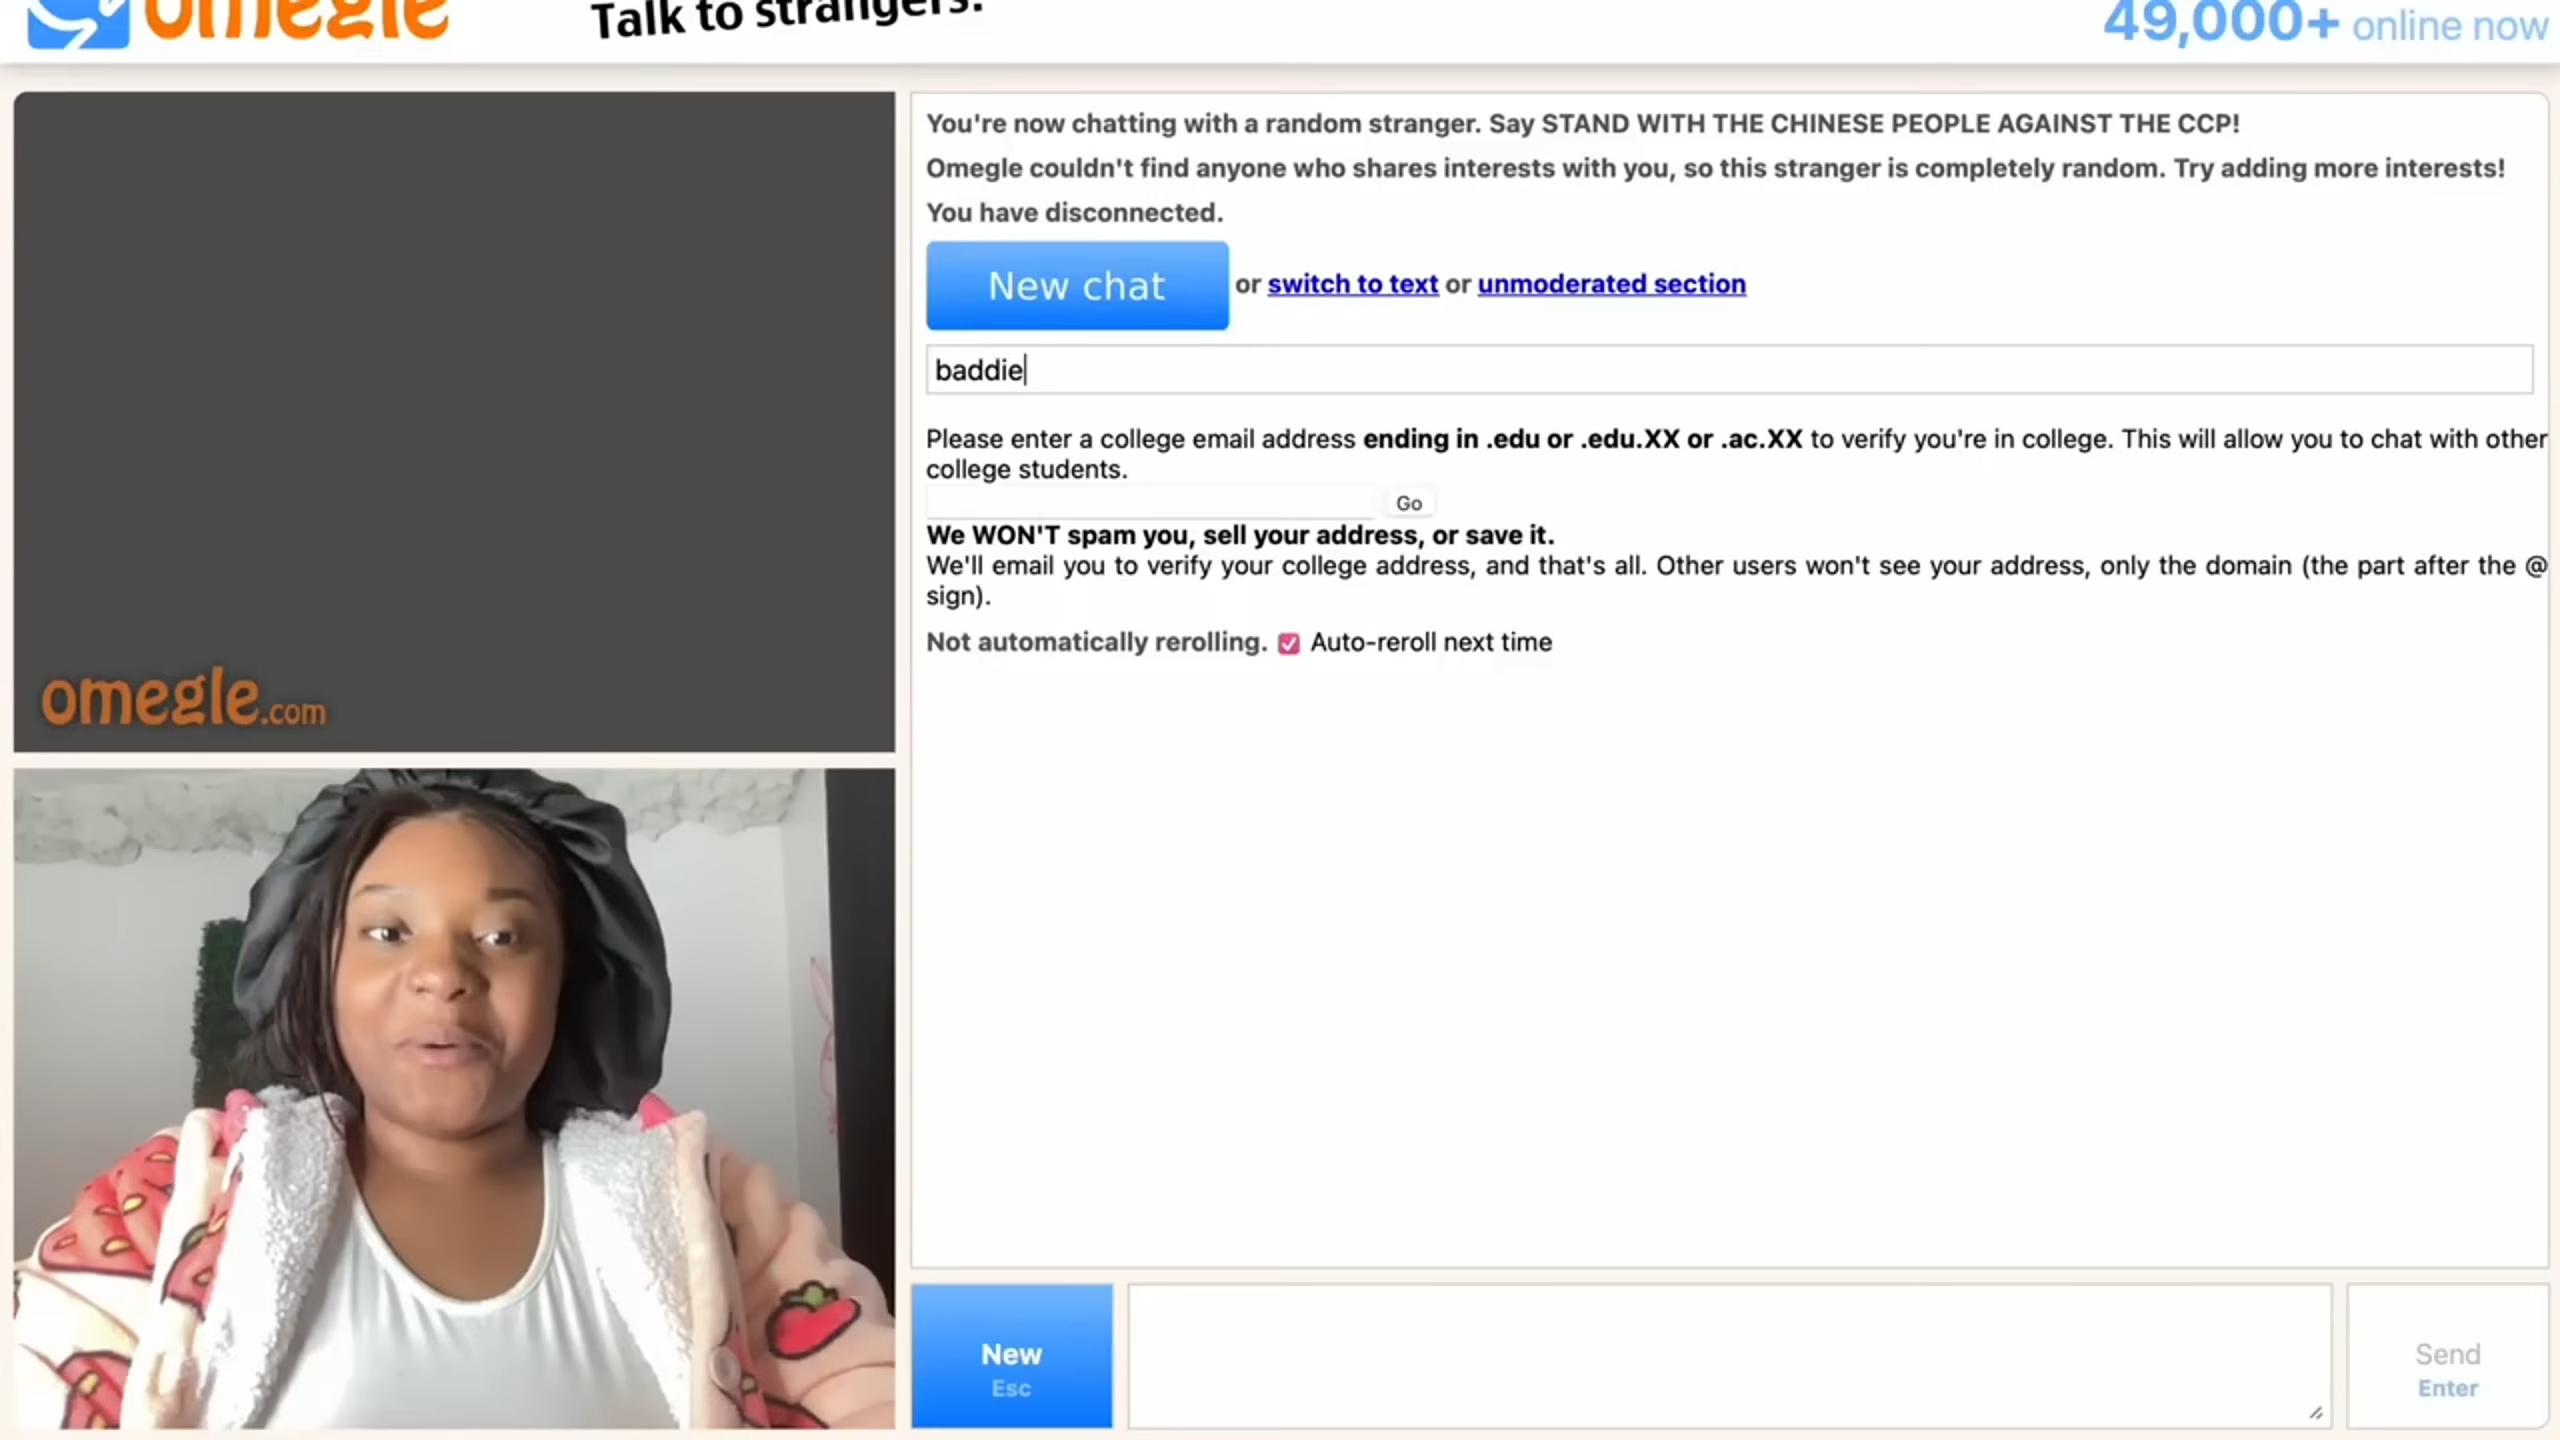 omegle
Talk to strangers!
49,000+ online now
You're now chatting with a random stranger. Say STAND WITH THE CHINESE PEOPLE AGAINST THE CCP!
Omegle couldn't find anyone who shares interests with you, so this stranger is completely random. Try adding more interests!
You have disconnected.
New chat or switch to text or unmoderated section
baddie
Please enter a college email address ending in .edu or .edu.XX or .ac.XX to verify you're in college. This will allow you to chat with other
college students.
Go
We WON'T spam you, sell your address, or save it.
We'll email you to verify your college address, and that's all. Other users won't see your address, only the domain (the part after the @
sign).
Not automatically rerolling. Auto-reroll next time
omegle.com
New
Esc
Send
Enter